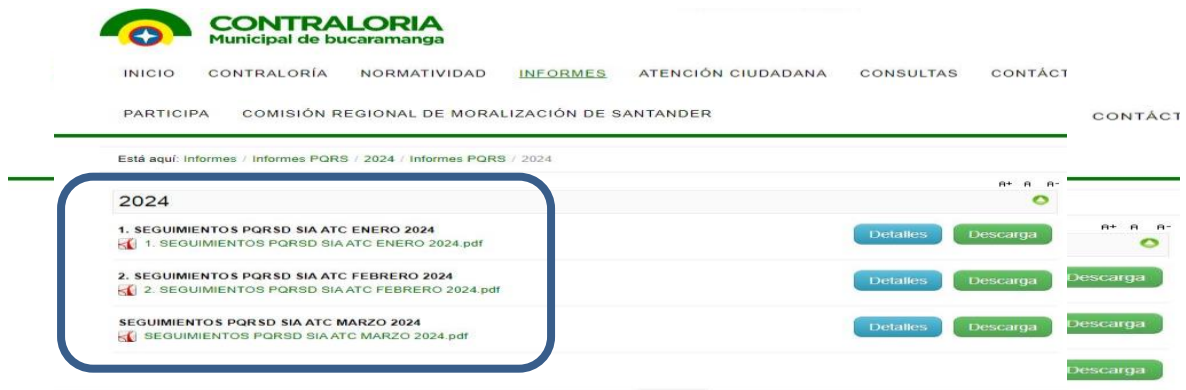 CONTRALORIA
Municipal de bucaramanga
INICIO CONTRALORÍA NORMATIVIDAD INFORMES ATENCIÓN CIUDADANA CONSULTAS CONTÁCT
PARTICIPA COMISIÓN REGIONAL DE MORALIZACIÓN DE SANTANDER
CONTÁCT
Está aquí: Informes / Informes PQRS / 2024 / Informes PQRS / 2024
A+ A A-
2024
1. SEGUIMIENTOS PQRSD SIA ATC ENERO 2024
1. SEGUIMIENTOS PQRSD SIA ATC ENERO 2024.pdf
Detalles Descarga
A+ A A-
2. SEGUIMIENTOS PQRSD SIA ATC FEBRERO 2024
2. SEGUIMIENTOS PQRSD SIA ATC FEBRERO 2024.pdf
Detalles Descarga Descarga
SEGUIMIENTOS PQRSD SIA ATC MARZO 2024
SEGUIMIENTOS PQRSD SIA ATC MARZO 2024.pdf
Detalles Descarga Descarga
Descarga